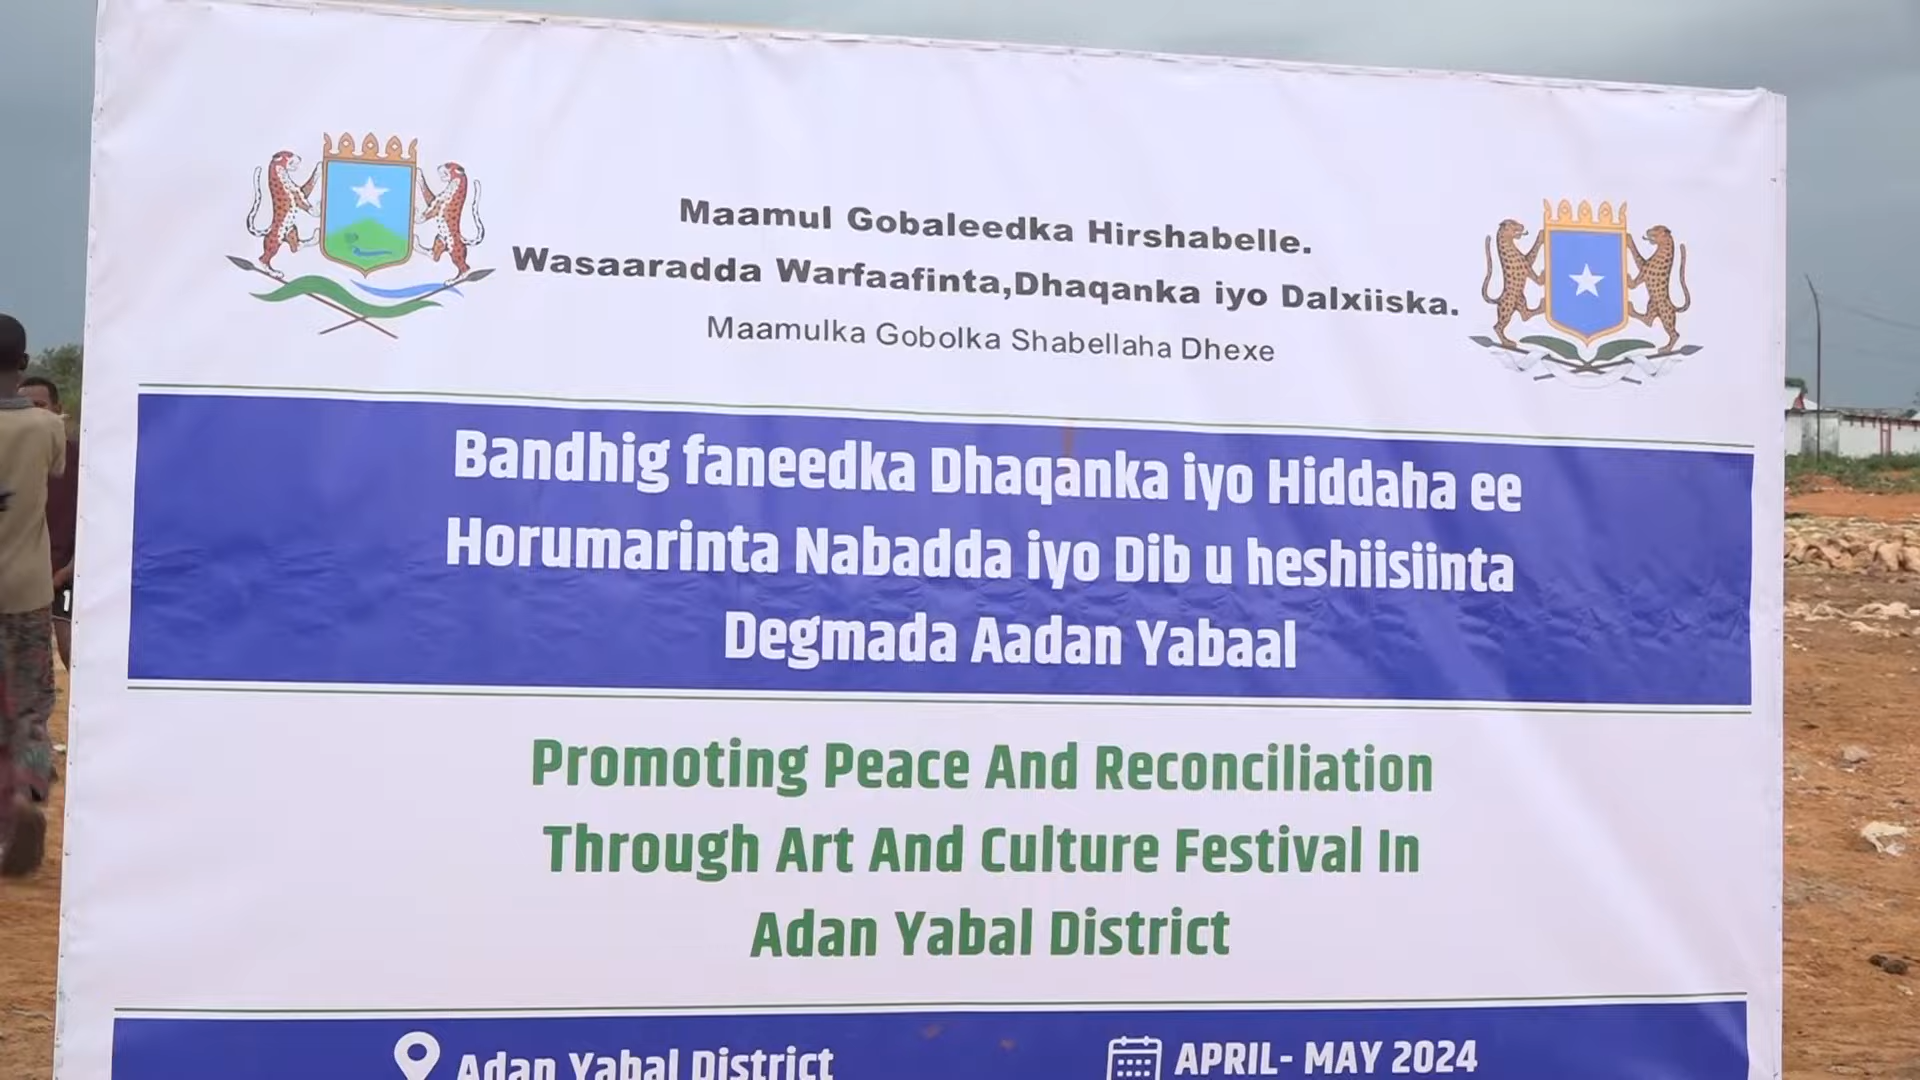 Maamul Gobaleedka Hirshabelle.
Wasaaradda Warfaafinta,Dhaqanka iyo Dalxiiska.
Maamulka Gobolka Shabellaha Dhexe
Bandhig faneedka Dhaqanka iyo Hiddaha ee
Horumarinta Nabadda iyo Dib u heshiisiinta
Degmada Aadan Yabaal
Promoting Peace And Reconciliation
Through Art And Culture Festival In
Adan Yabal District
Adan Yabal District
APRIL- MAY 2024